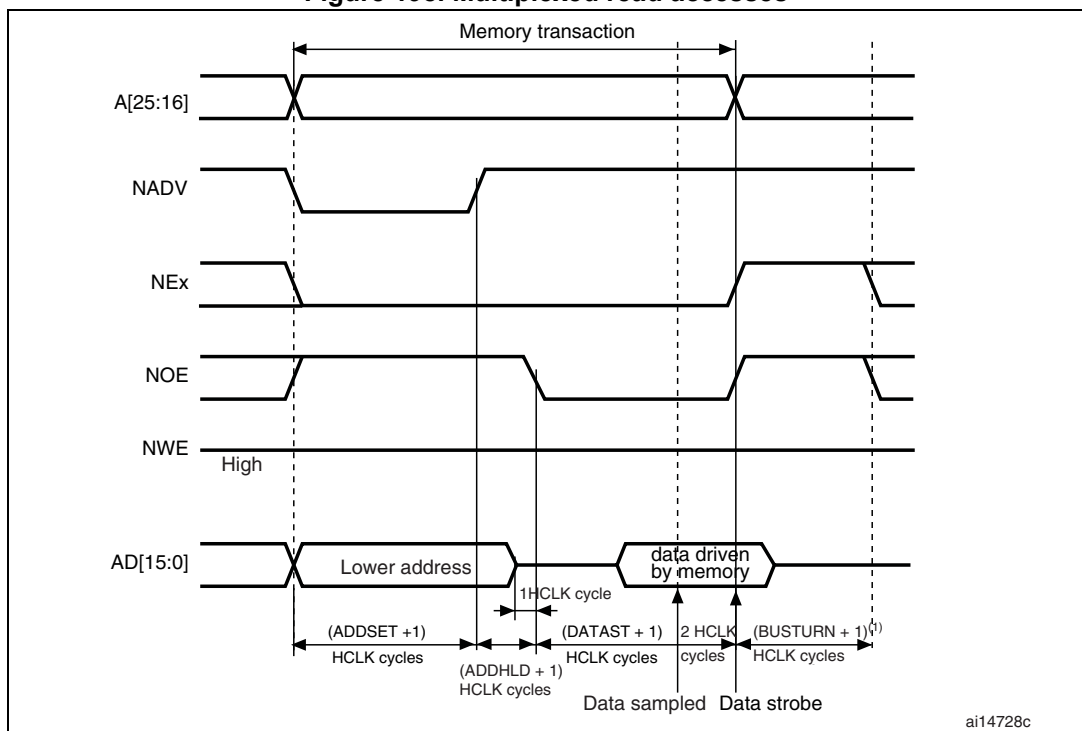 Memory transaction
A[25:16]
NADV
NEx
NOE
NWE
High
AD[15:0]
Lower address
data driven
by memory
1HCLK cycle
(ADDSET +1)
HCLK cycles
(ADDHLD + 1)
HCLK cycles
(DATAST + 1)
HCLK cycles
2 HCLK
cycles
(BUSTURN + 1)(1)
HCLK cycles
Data sampled
Data strobe
ai14728c